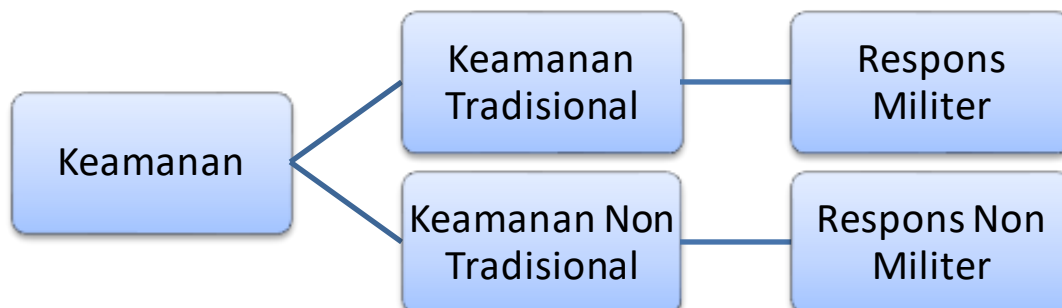 Keamanan
Keamanan
Tradisional
Respons
Militer
Keamanan Non
Tradisional
Respons Non
Militer